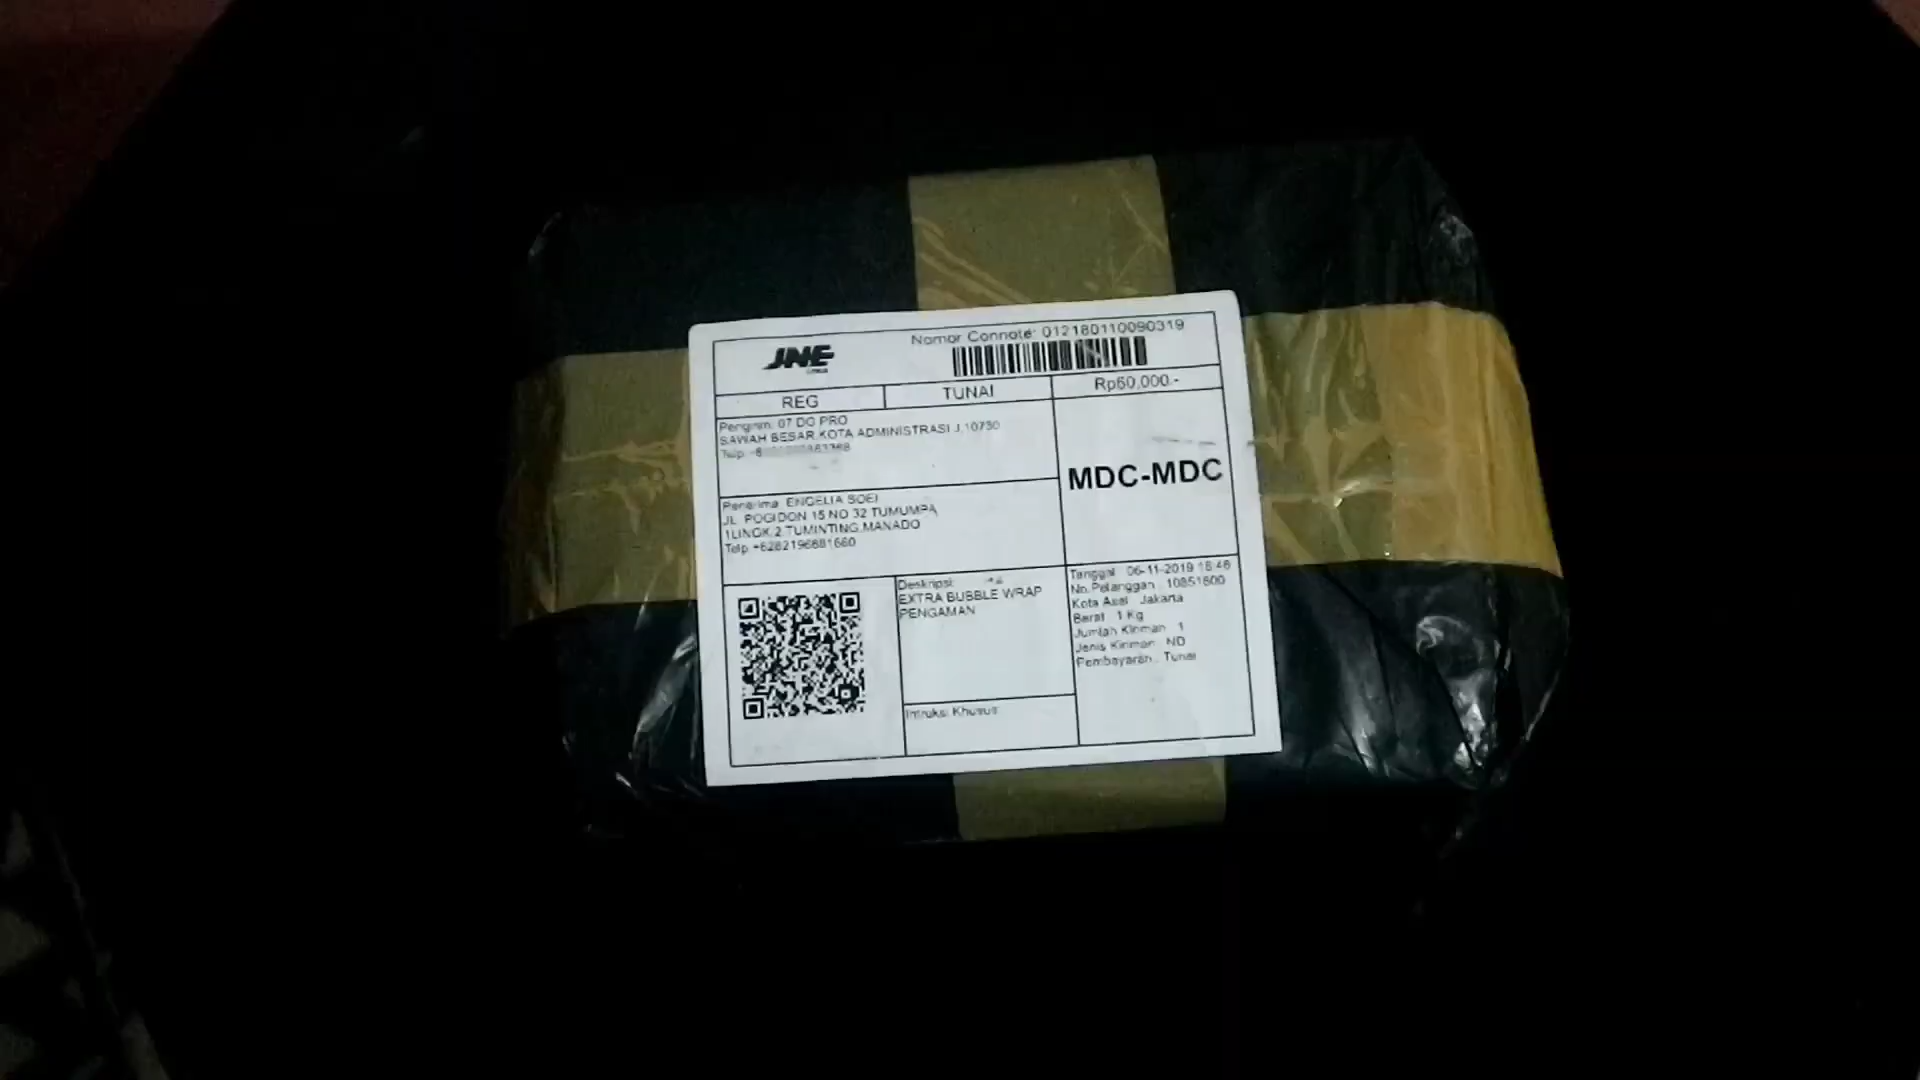 JNE
Nomor Connote: 012180110090319
REG
TUNAI
Rp60,000.-
Pengirim: 07 DO PRO
SAWAH BESAR,KOTA ADMINISTRASI J,10730
Telp
MDC-MDC
Penerima: ENGELIA SOEI
JL. POGIDON 15 NO 32 TUMUMPA
1LINGK.2,TUMINTING,MANADO
Telp +6282196881660
Deskripsi:
EXTRA BUBBLE WRAP
PENGAMAN
Intruksi Khusus:
Tanggal : 06-11-2019 18:46
No.Pelanggan : 10851800
Kota Asal : Jakarta
Berat : 1 Kg
Jumlah Kiriman : 1
Jenis Kiriman : ND
Pembayaran : Tunai